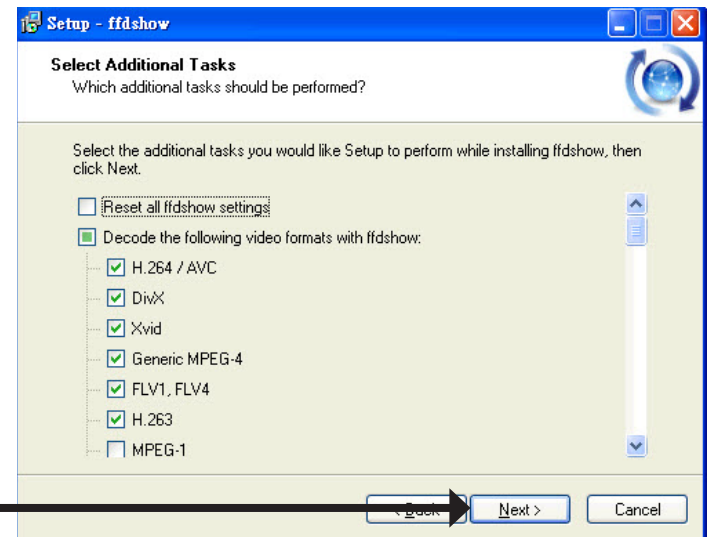 Setup - ffdshow
Select Additional Tasks
Which additional tasks should be performed?
Select the additional tasks you would like Setup to perform while installing ffdshow, then
click Next.
Reset all ffdshow settings
Decode the following video formats with ffdshow:
H.264 / AVC
DivX
Xvid
Generic MPEG-4
FLV1, FLV4
H.263
MPEG-1
< Back Next > Cancel